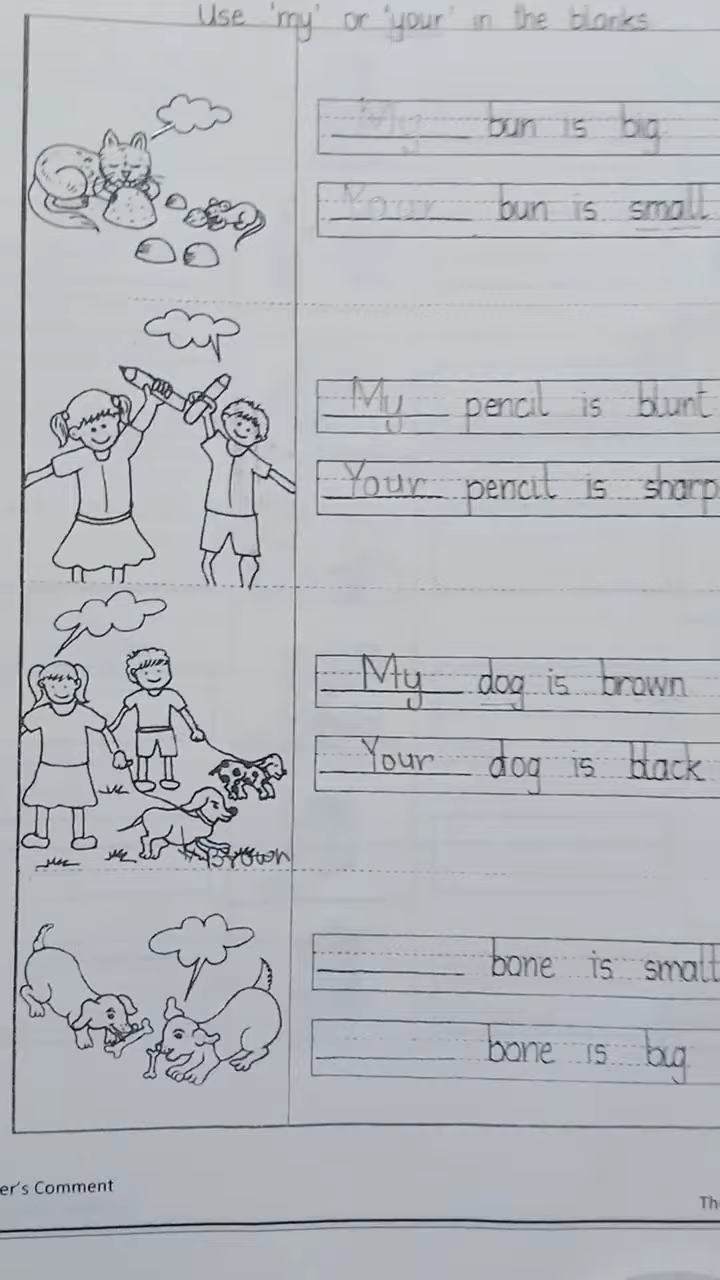 Use 'my' or 'your' in the blanks
My bun is big
Your bun is small
My pencil is blunt
Your pencil is sharp
My dog is brown
Your dog is black
Brown
bone is small
bone is big
er's Comment
Th